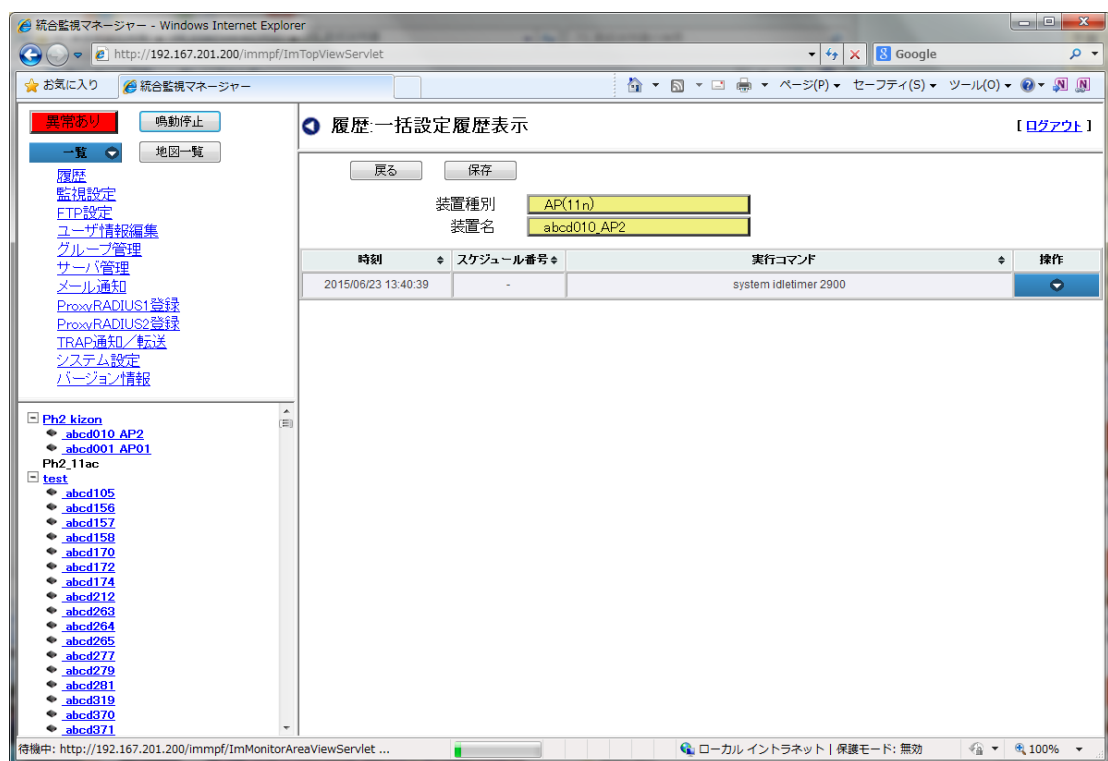 統合監視マネージャー - Windows Internet Explorer
http://192.167.201.200/immpf/ImTopViewServlet
Google
お気に入り
統合監視マネージャー
ページ(P)
セーフティ(S)
ツール(O)
異常あり
鳴動停止
一覧
地図一覧
履歴
監視設定
FTP設定
ユーザ情報編集
グループ管理
サーバ管理
メール通知
ProxyRADIUS1登録
ProxyRADIUS2登録
TRAP通知／転送
システム設定
バージョン情報
Ph2 kizon
abcd010 AP2
abcd001 AP01
Ph2_11ac
test
abcd105
abcd156
abcd157
abcd158
abcd170
abcd172
abcd174
abcd212
abcd263
abcd264
abcd265
abcd277
abcd279
abcd281
abcd319
abcd370
abcd371
履歴:一括設定履歴表示
[ ログアウト ]
戻る
保存
装置種別 AP(11n)
装置名 abcd010_AP2
時刻 スケジュール番号 実行コマンド 操作
2015/06/23 13:40:39 - system idletimer 2900
待機中: http://192.167.201.200/immpf/ImMonitorAreaViewServlet ...
ローカル イントラネット | 保護モード: 無効
100%